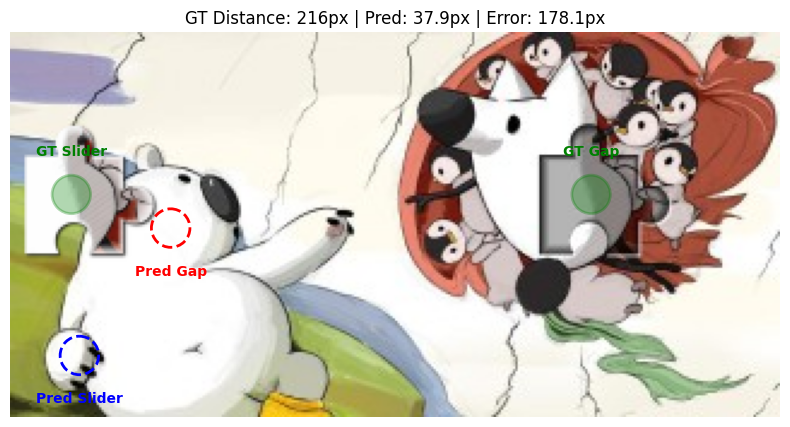 GT Distance: 216px | Pred: 37.9px | Error: 178.1px
GT Slider
GT Gap
Pred Gap
Pred Slider